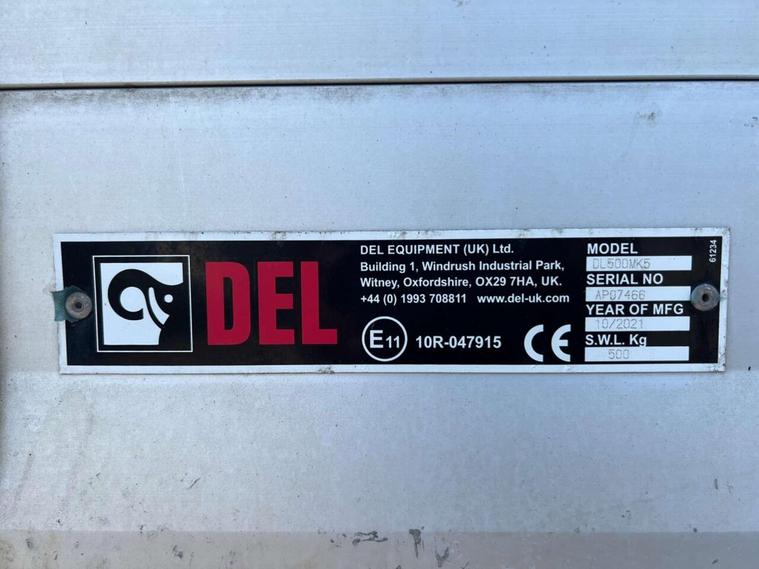 DEL
DEL EQUIPMENT (UK) Ltd.
Building 1, Windrush Industrial Park,
Witney, Oxfordshire, OX29 7HA, UK.
+44 (0) 1993 708811 www.del-uk.com
E11 10R-047915 CE
MODEL
DL500MK5
SERIAL NO
AP07466
YEAR OF MFG
10/2021
S.W.L. Kg
500
61234